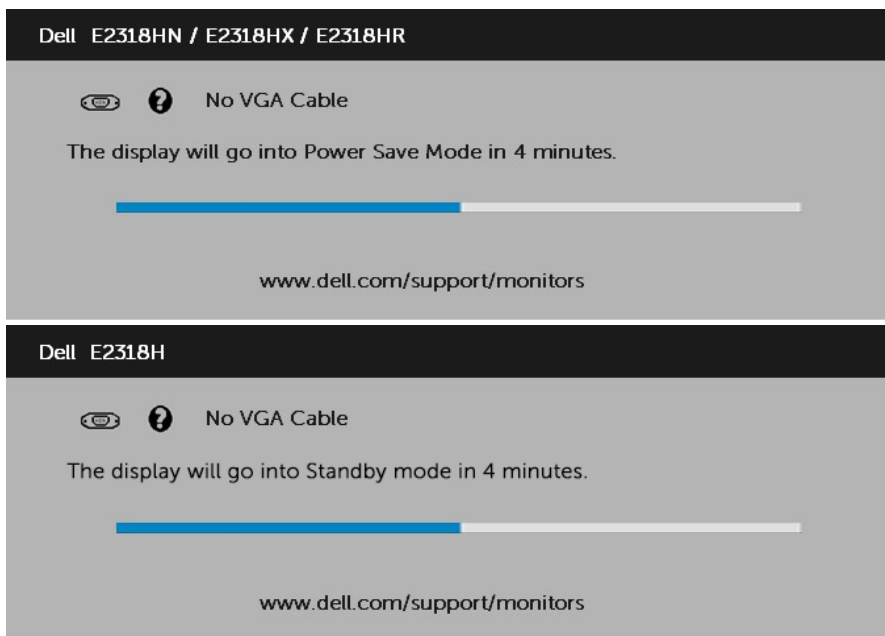 Dell E2318HN / E2318HX / E2318HR
No VGA Cable
The display will go into Power Save Mode in 4 minutes.
www.dell.com/support/monitors
Dell E2318H
No VGA Cable
The display will go into Standby mode in 4 minutes.
www.dell.com/support/monitors